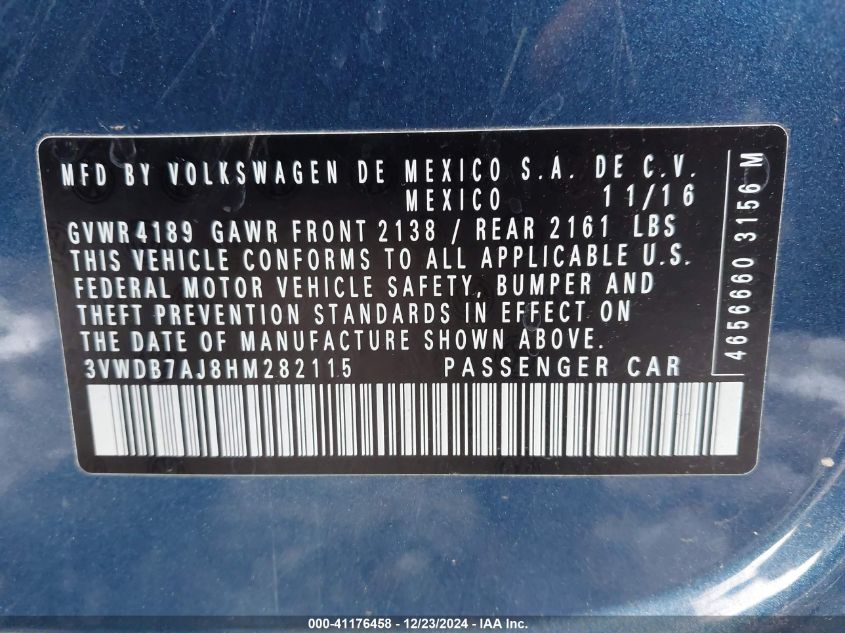 MFD BY VOLKSWAGEN DE MEXICO S.A. DE C.V.
MEXICO 11/16
GVWR4189 GAWR FRONT 2138 / REAR 2161 LBS
THIS VEHICLE CONFORMS TO ALL APPLICABLE U.S.
FEDERAL MOTOR VEHICLE SAFETY, BUMPER AND
THEFT PREVENTION STANDARDS IN EFFECT ON
THE DATE OF MANUFACTURE SHOWN ABOVE.
3VWDB7AJ8HM282115 PASSENGER CAR
4656660 3156 M
000-41176458 - 12/23/2024 - IAA Inc.